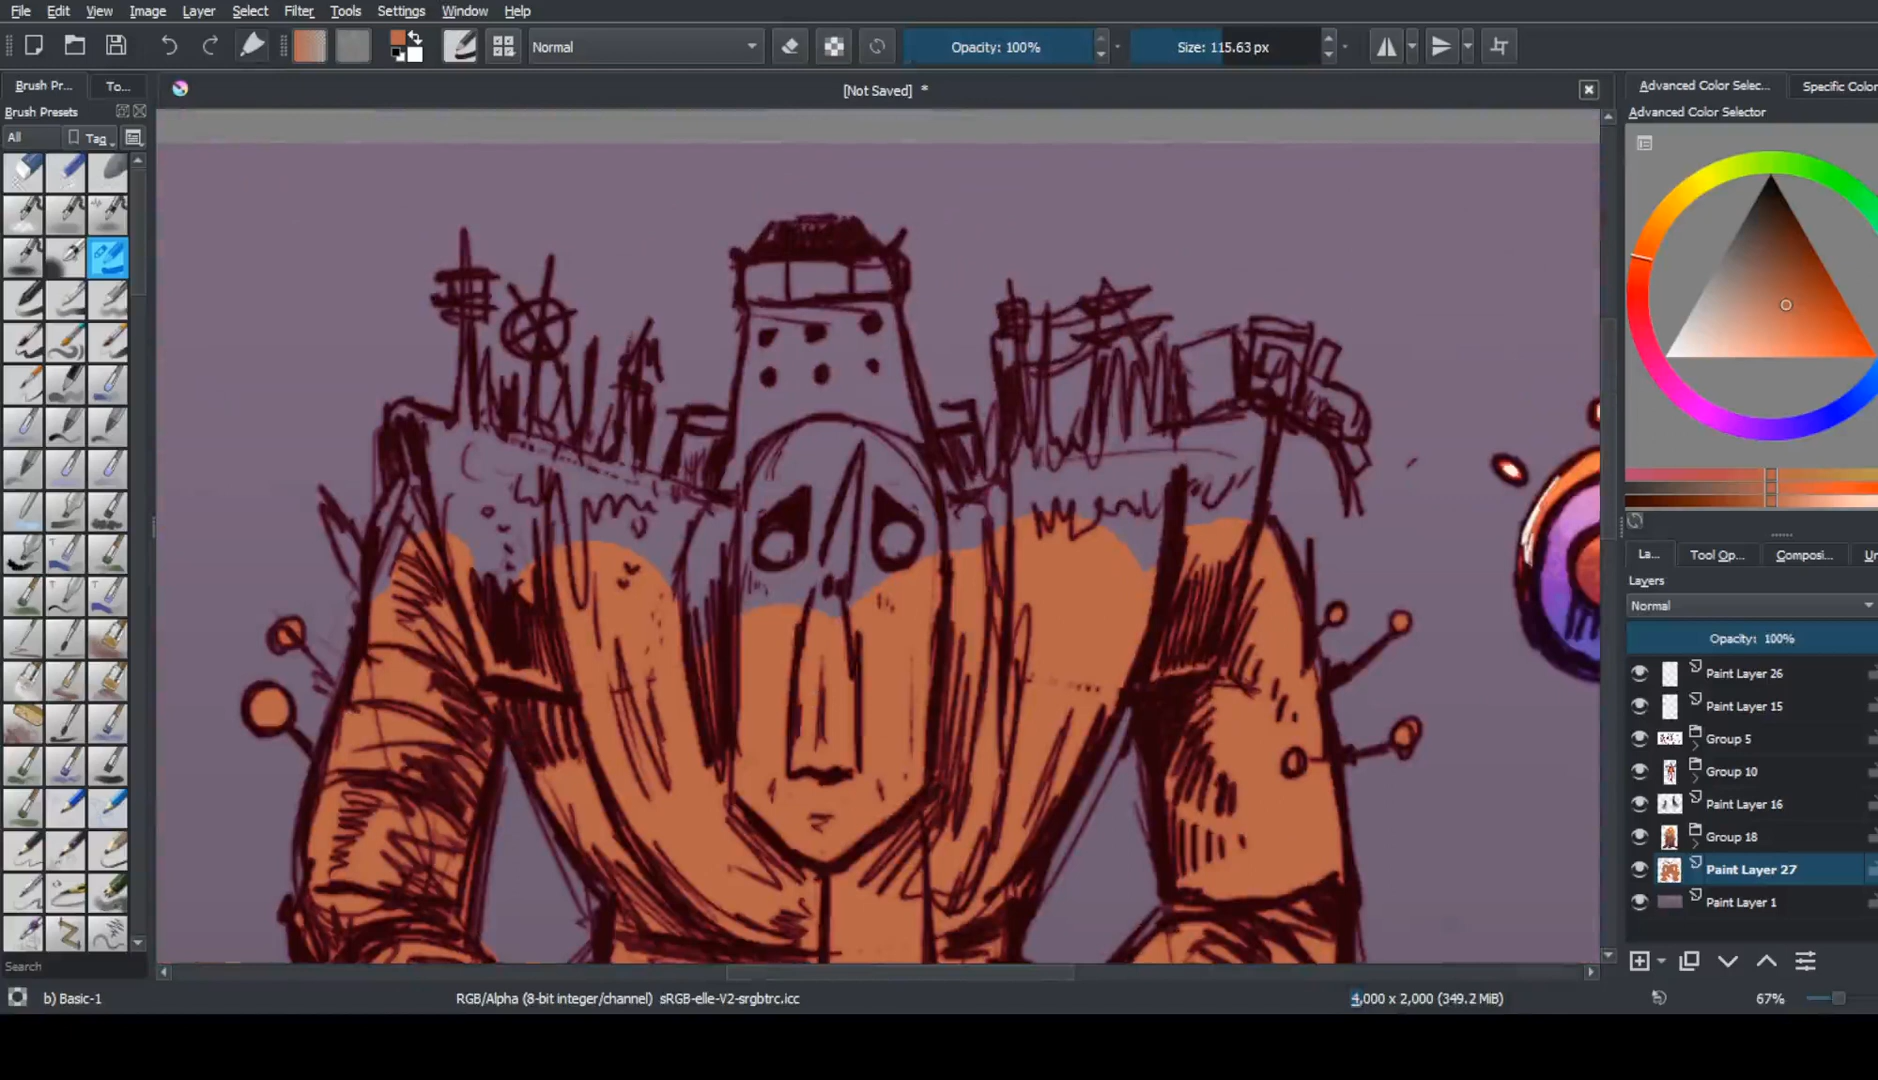 File Edit View Image Layer Select Filter Tools Settings Window Help
Normal
Opacity: 100%
Size: 115.63 px
Brush Pr... To...
[Not Saved] *
Advanced Color Selec... Specific Color
Brush Presets
Advanced Color Selector
All
Tag
La... Tool Op... Composi... Un
Layers
Normal
Opacity: 100%
Paint Layer 26
Paint Layer 15
Group 5
Group 10
Paint Layer 16
Group 18
Paint Layer 27
Paint Layer 1
Search
b) Basic-1
RGB/Alpha (8-bit integer/channel) sRGB-elle-V2-srgbtrc.icc
4,000 x 2,000 (349.2 MiB)
67%